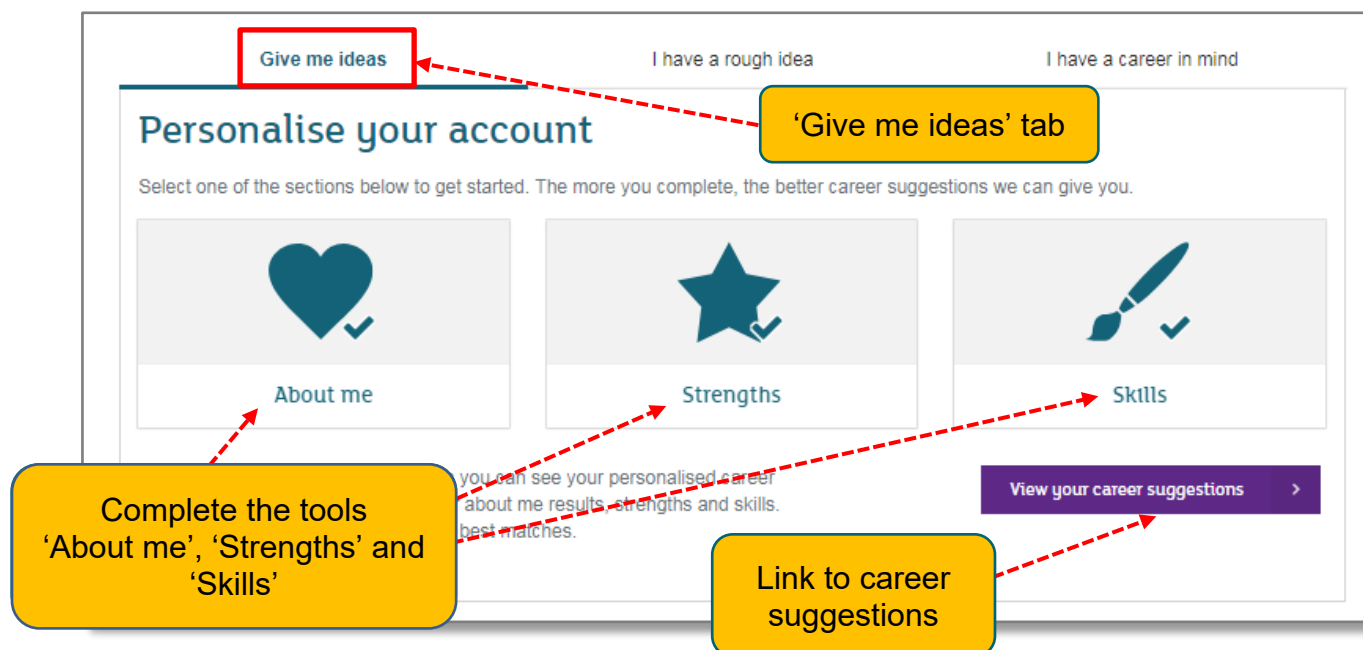 Give me ideas
I have a rough idea
I have a career in mind
‘Give me ideas’ tab
Personalise your account
Select one of the sections below to get started. The more you complete, the better career suggestions we can give you.
About me
Strengths
Skills
Complete the tools
‘About me’, ‘Strengths’ and
‘Skills’
you can see your personalised career
about me results, strengths and skills.
best matches.
View your career suggestions
Link to career
suggestions